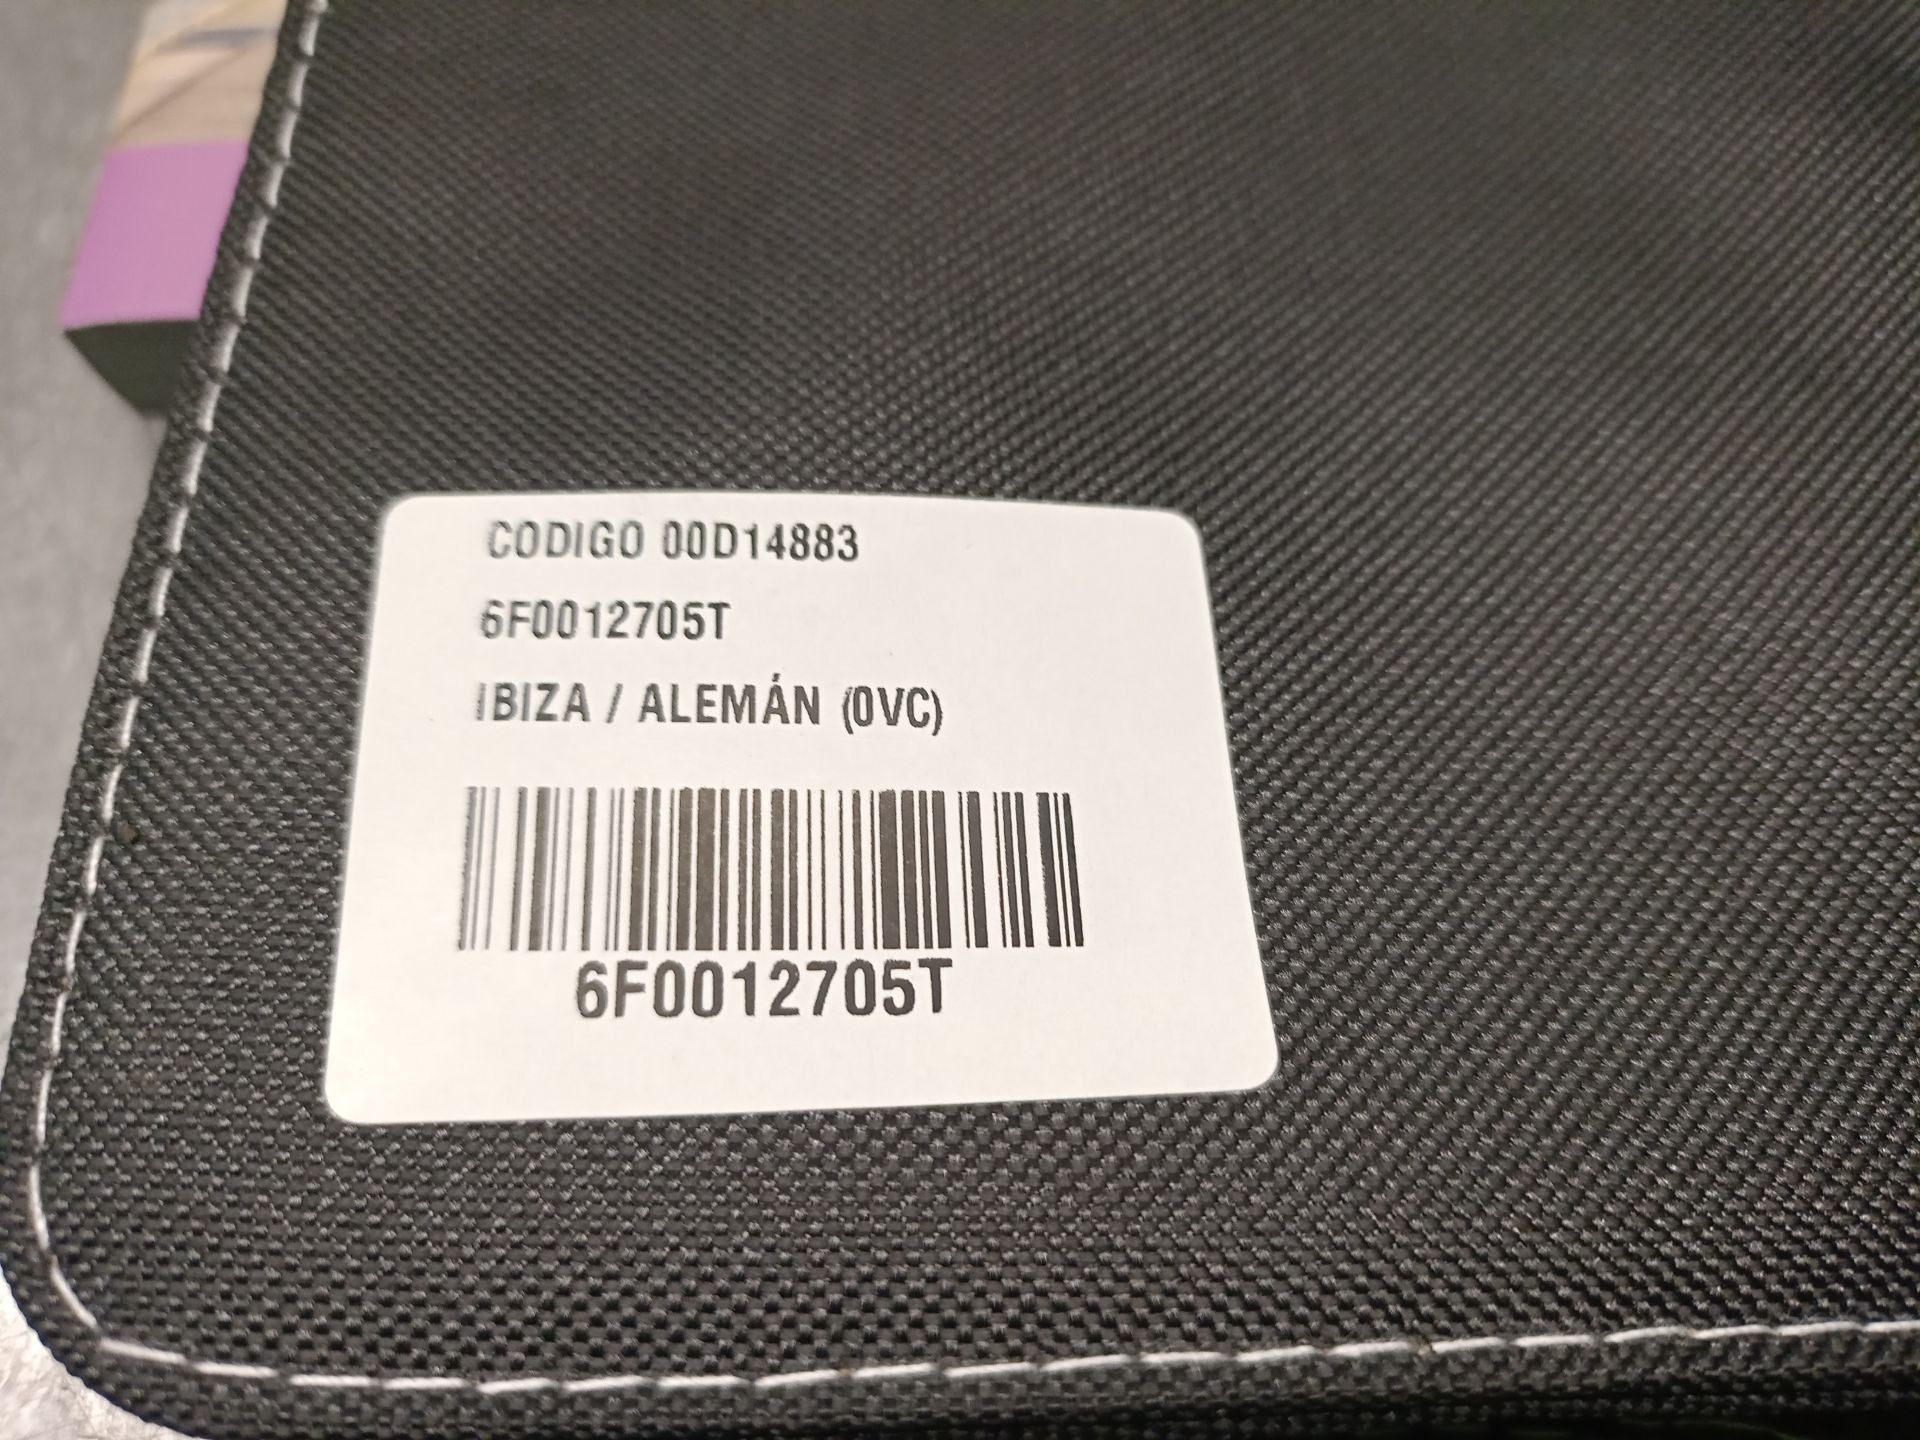 CODIGO 00D14883
6F0012705T
IBIZA / ALEMÁN (0VC)
6F0012705T